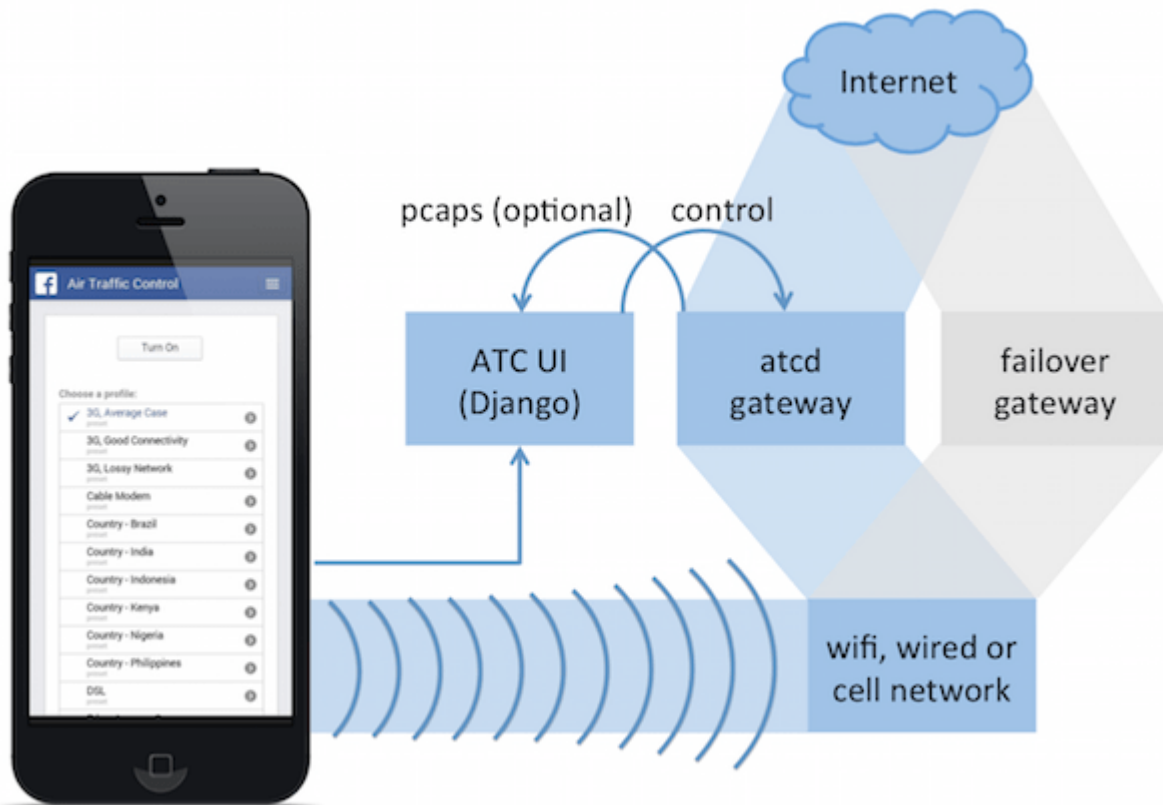 Internet
pcaps (optional)
control
f
Air Traffic Control
Turn On
Choose a profile:
3G, Average Case
preset
3G, Good Connectivity
preset
3G, Lossy Network
preset
Cable Modem
preset
Country - Brazil
preset
Country - India
preset
Country - Indonesia
preset
Country - Kenya
preset
Country - Nigeria
preset
Country - Philippines
preset
DSL
preset
ATC UI
(Django)
atcd
gateway
failover
gateway
wifi, wired or
cell network